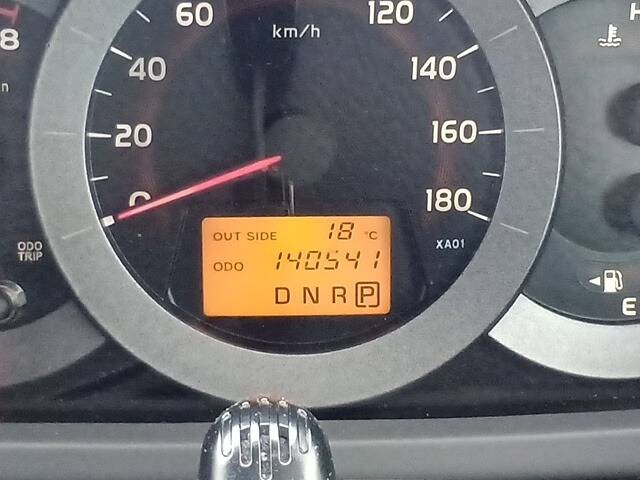 60
120
km/h
H
8
40
140
n
20
160
0
180
OUT SIDE 18 °C
XA01
ODO
TRIP
ODO 140541
D N R P
E